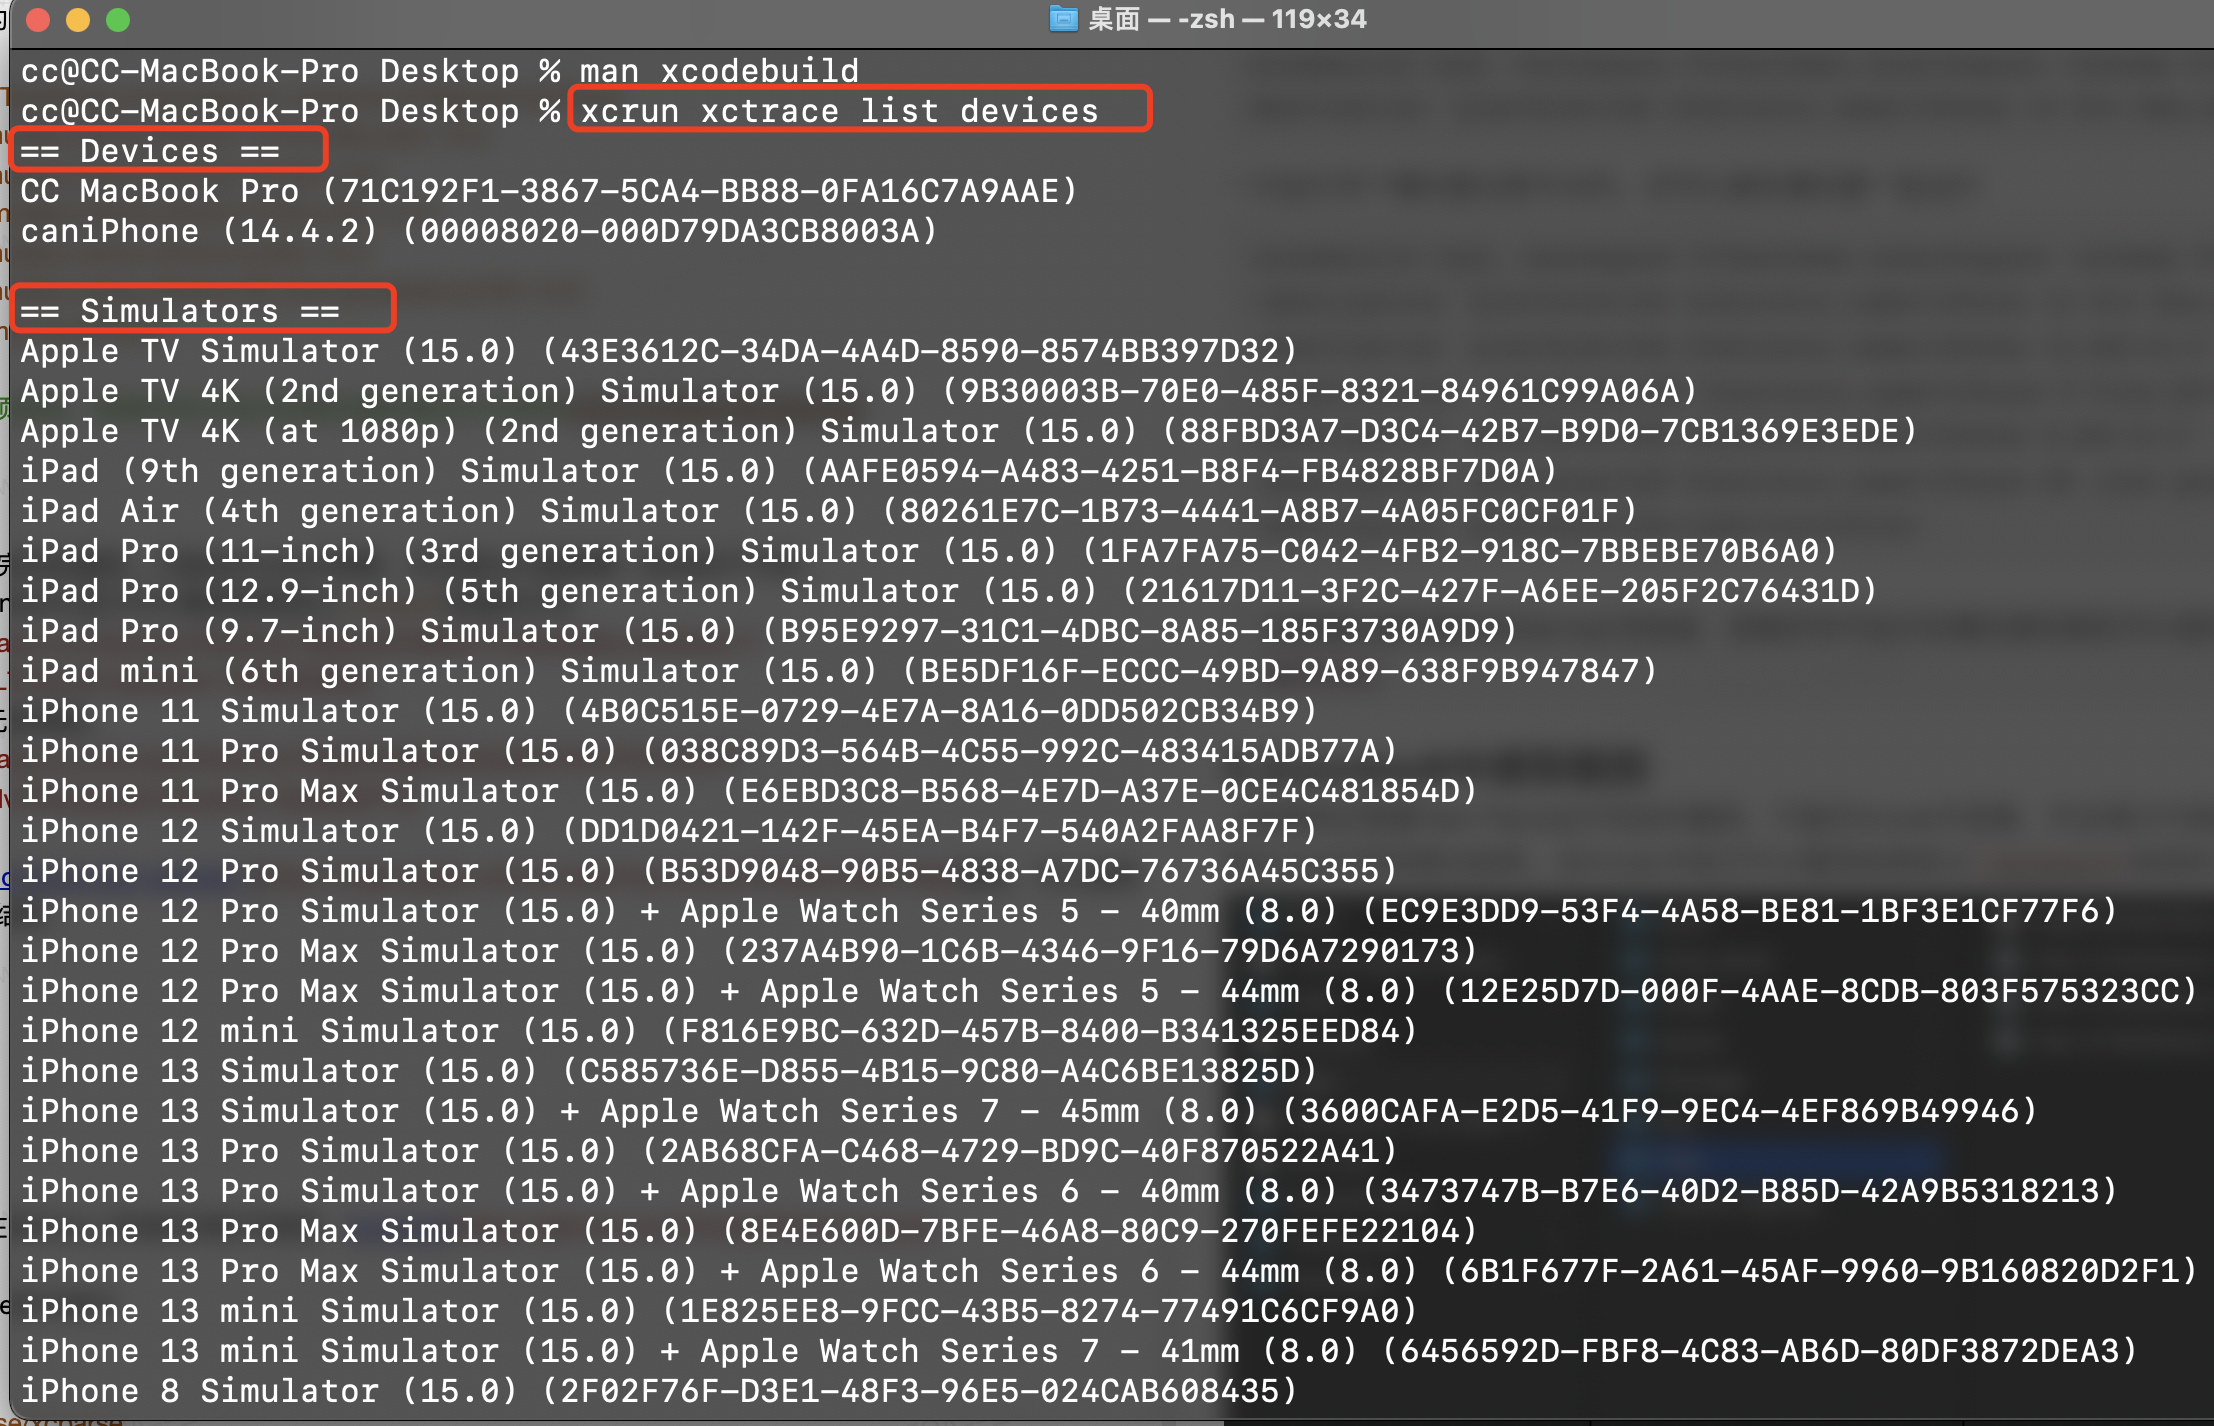 桌面 — -zsh — 119×34
cc@CC-MacBook-Pro Desktop % man xcodebuild
cc@CC-MacBook-Pro Desktop % xcrun xctrace list devices
== Devices ==
CC MacBook Pro (71C192F1-3867-5CA4-BB88-0FA16C7A9AAE)
caniPhone (14.4.2) (00008020-000D79DA3CB8003A)
== Simulators ==
Apple TV Simulator (15.0) (43E3612C-34DA-4A4D-8590-8574BB397D32)
Apple TV 4K (2nd generation) Simulator (15.0) (9B30003B-70E0-485F-8321-84961C99A06A)
Apple TV 4K (at 1080p) (2nd generation) Simulator (15.0) (88FBD3A7-D3C4-42B7-B9D0-7CB1369E3EDE)
iPad (9th generation) Simulator (15.0) (AAFE0594-A483-4251-B8F4-FB4828BF7D0A)
iPad Air (4th generation) Simulator (15.0) (80261E7C-1B73-4441-A8B7-4A05FC0CF01F)
iPad Pro (11-inch) (3rd generation) Simulator (15.0) (1FA7FA75-C042-4FB2-918C-7BBEBE70B6A0)
iPad Pro (12.9-inch) (5th generation) Simulator (15.0) (21617D11-3F2C-427F-A6EE-205F2C76431D)
iPad Pro (9.7-inch) Simulator (15.0) (B95E9297-31C1-4DBC-8A85-185F3730A9D9)
iPad mini (6th generation) Simulator (15.0) (BE5DF16F-ECCC-49BD-9A89-638F9B947847)
iPhone 11 Simulator (15.0) (4B0C515E-0729-4E7A-8A16-0DD502CB34B9)
iPhone 11 Pro Simulator (15.0) (038C89D3-564B-4C55-992C-483415ADB77A)
iPhone 11 Pro Max Simulator (15.0) (E6EBD3C8-B568-4E7D-A37E-0CE4C481854D)
iPhone 12 Simulator (15.0) (DD1D0421-142F-45EA-B4F7-540A2FAA8F7F)
iPhone 12 Pro Simulator (15.0) (B53D9048-90B5-4838-A7DC-76736A45C355)
iPhone 12 Pro Simulator (15.0) + Apple Watch Series 5 - 40mm (8.0) (EC9E3DD9-53F4-4A58-BE81-1BF3E1CF77F6)
iPhone 12 Pro Max Simulator (15.0) (237A4B90-1C6B-4346-9F16-79D6A7290173)
iPhone 12 Pro Max Simulator (15.0) + Apple Watch Series 5 - 44mm (8.0) (12E25D7D-000F-4AAE-8CDB-803F575323CC)
iPhone 12 mini Simulator (15.0) (F816E9BC-632D-457B-8400-B341325EED84)
iPhone 13 Simulator (15.0) (C585736E-D855-4B15-9C80-A4C6BE13825D)
iPhone 13 Simulator (15.0) + Apple Watch Series 7 - 45mm (8.0) (3600CAFA-E2D5-41F9-9EC4-4EF869B49946)
iPhone 13 Pro Simulator (15.0) (2AB68CFA-C468-4729-BD9C-40F870522A41)
iPhone 13 Pro Simulator (15.0) + Apple Watch Series 6 - 40mm (8.0) (3473747B-B7E6-40D2-B85D-42A9B5318213)
iPhone 13 Pro Max Simulator (15.0) (8E4E600D-7BFE-46A8-80C9-270FEFE22104)
iPhone 13 Pro Max Simulator (15.0) + Apple Watch Series 6 - 44mm (8.0) (6B1F677F-2A61-45AF-9960-9B160820D2F1)
iPhone 13 mini Simulator (15.0) (1E825EE8-9FCC-43B5-8274-77491C6CF9A0)
iPhone 13 mini Simulator (15.0) + Apple Watch Series 7 - 41mm (8.0) (6456592D-FBF8-4C83-AB6D-80DF3872DEA3)
iPhone 8 Simulator (15.0) (2F02F76F-D3E1-48F3-96E5-024CAB608435)